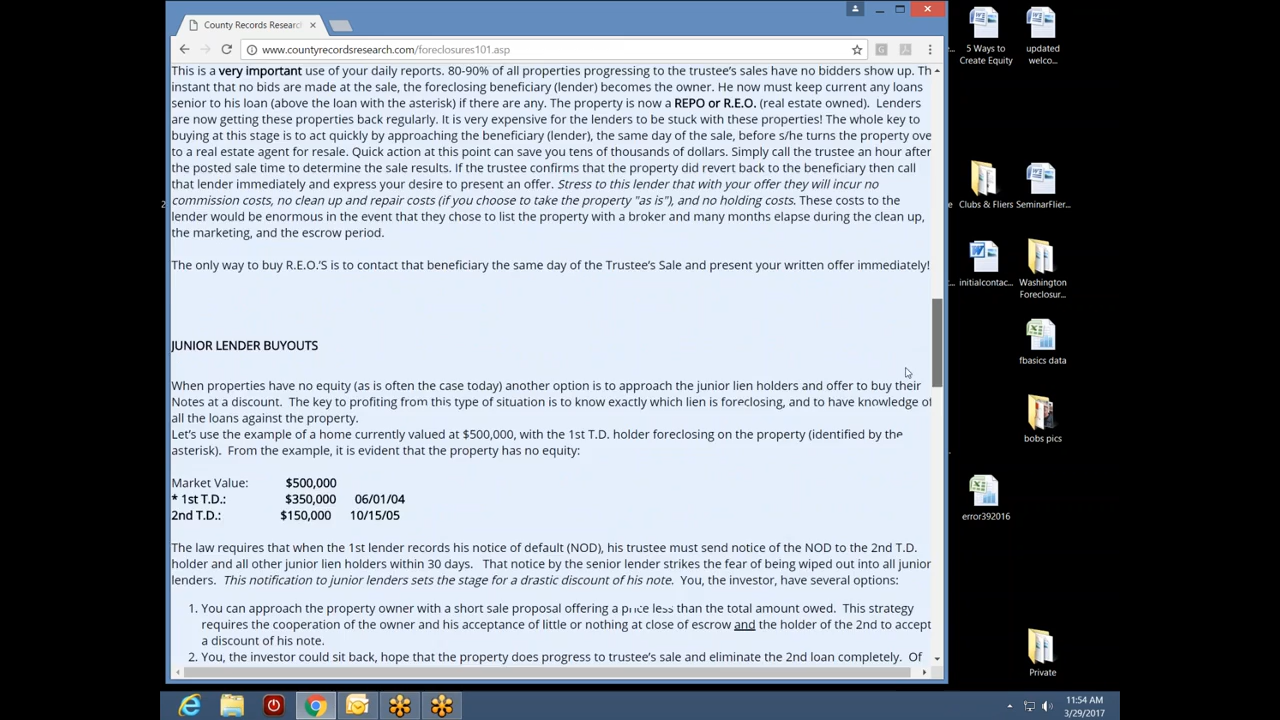 County Records Resear
www.countyrecordsresearch.com/foreclosures101.asp
This is a very important use of your daily reports. 80-90% of all properties progressing to the trustee's sales have no bidders show up. Th
instant that no bids are made at the sale, the foreclosing beneficiary (lender) becomes the owner. He now must keep current any loans
senior to his loan (above the loan with the asterisk) if there are any. The property is now a REPO or R.E.O. (real estate owned). Lenders
are now getting these properties back regularly. It is very expensive for the lenders to be stuck with these properties! The whole key to
buying at this stage is to act quickly by approaching the beneficiary (lender), the same day of the sale, before s/he turns the property ove
to a real estate agent for resale. Quick action at this point can save you tens of thousands of dollars. Simply call the trustee an hour after
the posted sale time to determine the sale results. If the trustee confirms that the property did revert back to the beneficiary then call
that lender immediately and express your desire to present an offer. Stress to this lender that with your offer they will incur no
commission costs, no clean up and repair costs (if you choose to take the property "as is"), and no holding costs. These costs to the
lender would be enormous in the event that they chose to list the property with a broker and many months elapse during the clean up,
the marketing, and the escrow period.
The only way to buy R.E.O.'S is to contact that beneficiary the same day of the Trustee's Sale and present your written offer immediately!
JUNIOR LENDER BUYOUTS
When properties have no equity (as is often the case today) another option is to approach the junior lien holders and offer to buy their
Notes at a discount. The key to profiting from this type of situation is to know exactly which lien is foreclosing, and to have knowledge of
all the loans against the property.
Let's use the example of a home currently valued at $500,000, with the 1st T.D. holder foreclosing on the property (identified by the
asterisk). From the example, it is evident that the property has no equity:
Market Value: $500,000
* 1st T.D.: $350,000 06/01/04
2nd T.D.: $150,000 10/15/05
The law requires that when the 1st lender records his notice of default (NOD), his trustee must send notice of the NOD to the 2nd T.D.
holder and all other junior lien holders within 30 days. That notice by the senior lender strikes the fear of being wiped out into all junior
lenders. This notification to junior lenders sets the stage for a drastic discount of his note. You, the investor, have several options:
1. You can approach the property owner with a short sale proposal offering a price less than the total amount owed. This strategy
requires the cooperation of the owner and his acceptance of little or nothing at close of escrow and the holder of the 2nd to accept
a discount of his note.
2. You, the investor could sit back, hope that the property does progress to trustee's sale and eliminate the 2nd loan completely. Of
5 Ways to
Create Equity
updated
welco...
Clubs & Fliers
SeminarFlier...
initialcontac...
Washington
Foreclosur...
fbasics data
bobs pics
error392016
Private
11:54 AM
3/29/2017